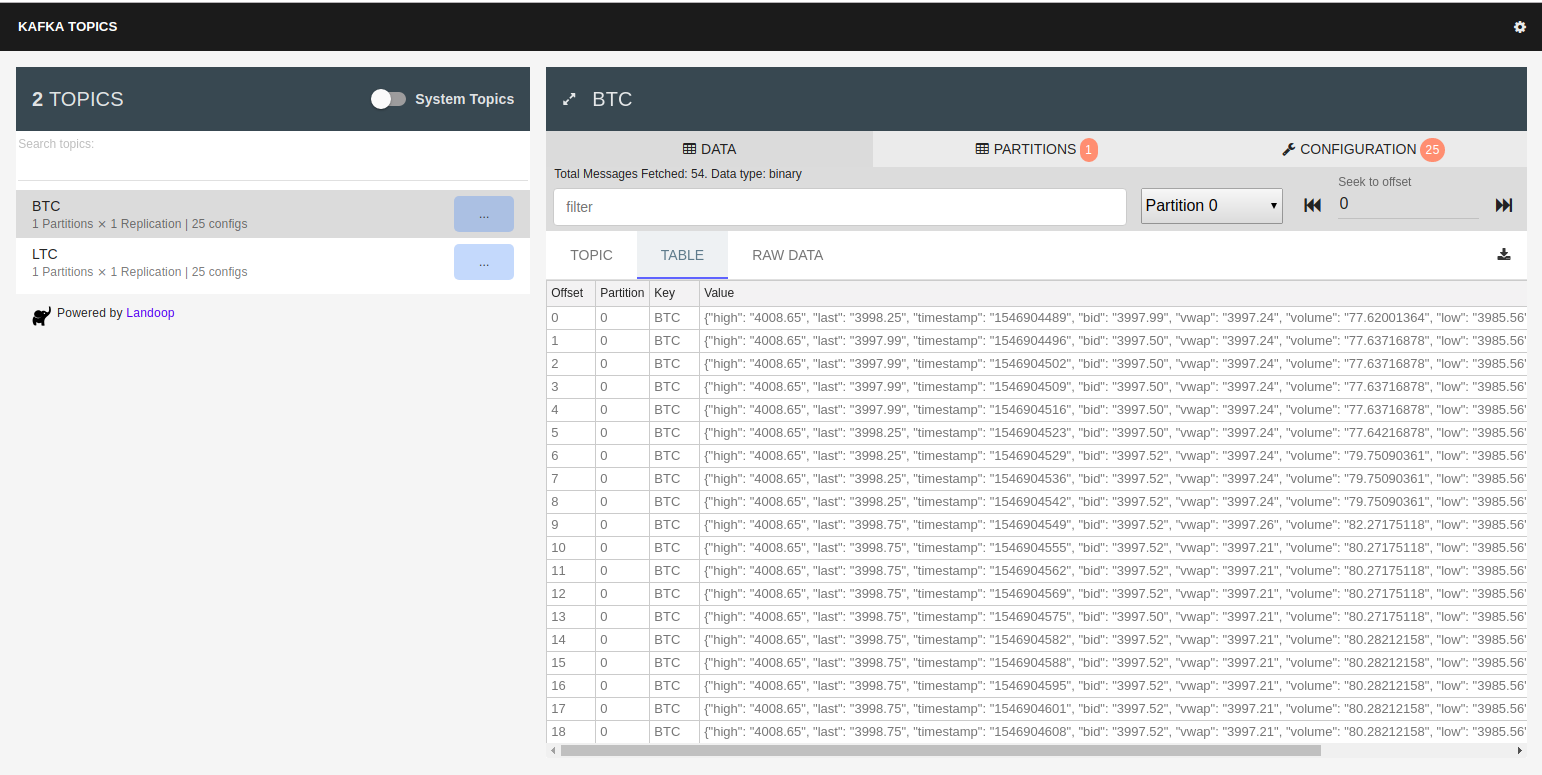 KAFKA TOPICS
2 TOPICS
System Topics
Search topics:
BTC
1 Partitions × 1 Replication | 25 configs
...
LTC
1 Partitions × 1 Replication | 25 configs
...
Powered by Landoop
BTC
DATA
PARTITIONS 1
CONFIGURATION 25
Total Messages Fetched: 54. Data type: binary
filter
Partition 0
Seek to offset
0
TOPIC
TABLE
RAW DATA
Offset Partition Key Value
0 0 BTC {"high": "4008.65", "last": "3998.25", "timestamp": "1546904489", "bid": "3997.99", "vwap": "3997.24", "volume": "77.62001364", "low": "3985.56"
1 0 BTC {"high": "4008.65", "last": "3997.99", "timestamp": "1546904496", "bid": "3997.50", "vwap": "3997.24", "volume": "77.63716878", "low": "3985.56"
2 0 BTC {"high": "4008.65", "last": "3997.99", "timestamp": "1546904502", "bid": "3997.50", "vwap": "3997.24", "volume": "77.63716878", "low": "3985.56"
3 0 BTC {"high": "4008.65", "last": "3997.99", "timestamp": "1546904509", "bid": "3997.50", "vwap": "3997.24", "volume": "77.63716878", "low": "3985.56"
4 0 BTC {"high": "4008.65", "last": "3997.99", "timestamp": "1546904516", "bid": "3997.50", "vwap": "3997.24", "volume": "77.63716878", "low": "3985.56"
5 0 BTC {"high": "4008.65", "last": "3998.25", "timestamp": "1546904523", "bid": "3997.50", "vwap": "3997.24", "volume": "77.64216878", "low": "3985.56"
6 0 BTC {"high": "4008.65", "last": "3998.25", "timestamp": "1546904529", "bid": "3997.52", "vwap": "3997.24", "volume": "79.75090361", "low": "3985.56"
7 0 BTC {"high": "4008.65", "last": "3998.25", "timestamp": "1546904536", "bid": "3997.52", "vwap": "3997.24", "volume": "79.75090361", "low": "3985.56"
8 0 BTC {"high": "4008.65", "last": "3998.25", "timestamp": "1546904542", "bid": "3997.52", "vwap": "3997.24", "volume": "79.75090361", "low": "3985.56"
9 0 BTC {"high": "4008.65", "last": "3998.75", "timestamp": "1546904549", "bid": "3997.52", "vwap": "3997.26", "volume": "82.27175118", "low": "3985.56"
10 0 BTC {"high": "4008.65", "last": "3998.75", "timestamp": "1546904555", "bid": "3997.52", "vwap": "3997.21", "volume": "80.27175118", "low": "3985.56"
11 0 BTC {"high": "4008.65", "last": "3998.75", "timestamp": "1546904562", "bid": "3997.52", "vwap": "3997.21", "volume": "80.27175118", "low": "3985.56"
12 0 BTC {"high": "4008.65", "last": "3998.75", "timestamp": "1546904569", "bid": "3997.52", "vwap": "3997.21", "volume": "80.27175118", "low": "3985.56"
13 0 BTC {"high": "4008.65", "last": "3998.75", "timestamp": "1546904575", "bid": "3997.50", "vwap": "3997.21", "volume": "80.27175118", "low": "3985.56"
14 0 BTC {"high": "4008.65", "last": "3998.75", "timestamp": "1546904582", "bid": "3997.52", "vwap": "3997.21", "volume": "80.28212158", "low": "3985.56"
15 0 BTC {"high": "4008.65", "last": "3998.75", "timestamp": "1546904588", "bid": "3997.52", "vwap": "3997.21", "volume": "80.28212158", "low": "3985.56"
16 0 BTC {"high": "4008.65", "last": "3998.75", "timestamp": "1546904595", "bid": "3997.52", "vwap": "3997.21", "volume": "80.28212158", "low": "3985.56"
17 0 BTC {"high": "4008.65", "last": "3998.75", "timestamp": "1546904601", "bid": "3997.52", "vwap": "3997.21", "volume": "80.28212158", "low": "3985.56"
18 0 BTC {"high": "4008.65", "last": "3998.75", "timestamp": "1546904608", "bid": "3997.52", "vwap": "3997.21", "volume": "80.28212158", "low": "3985.56"